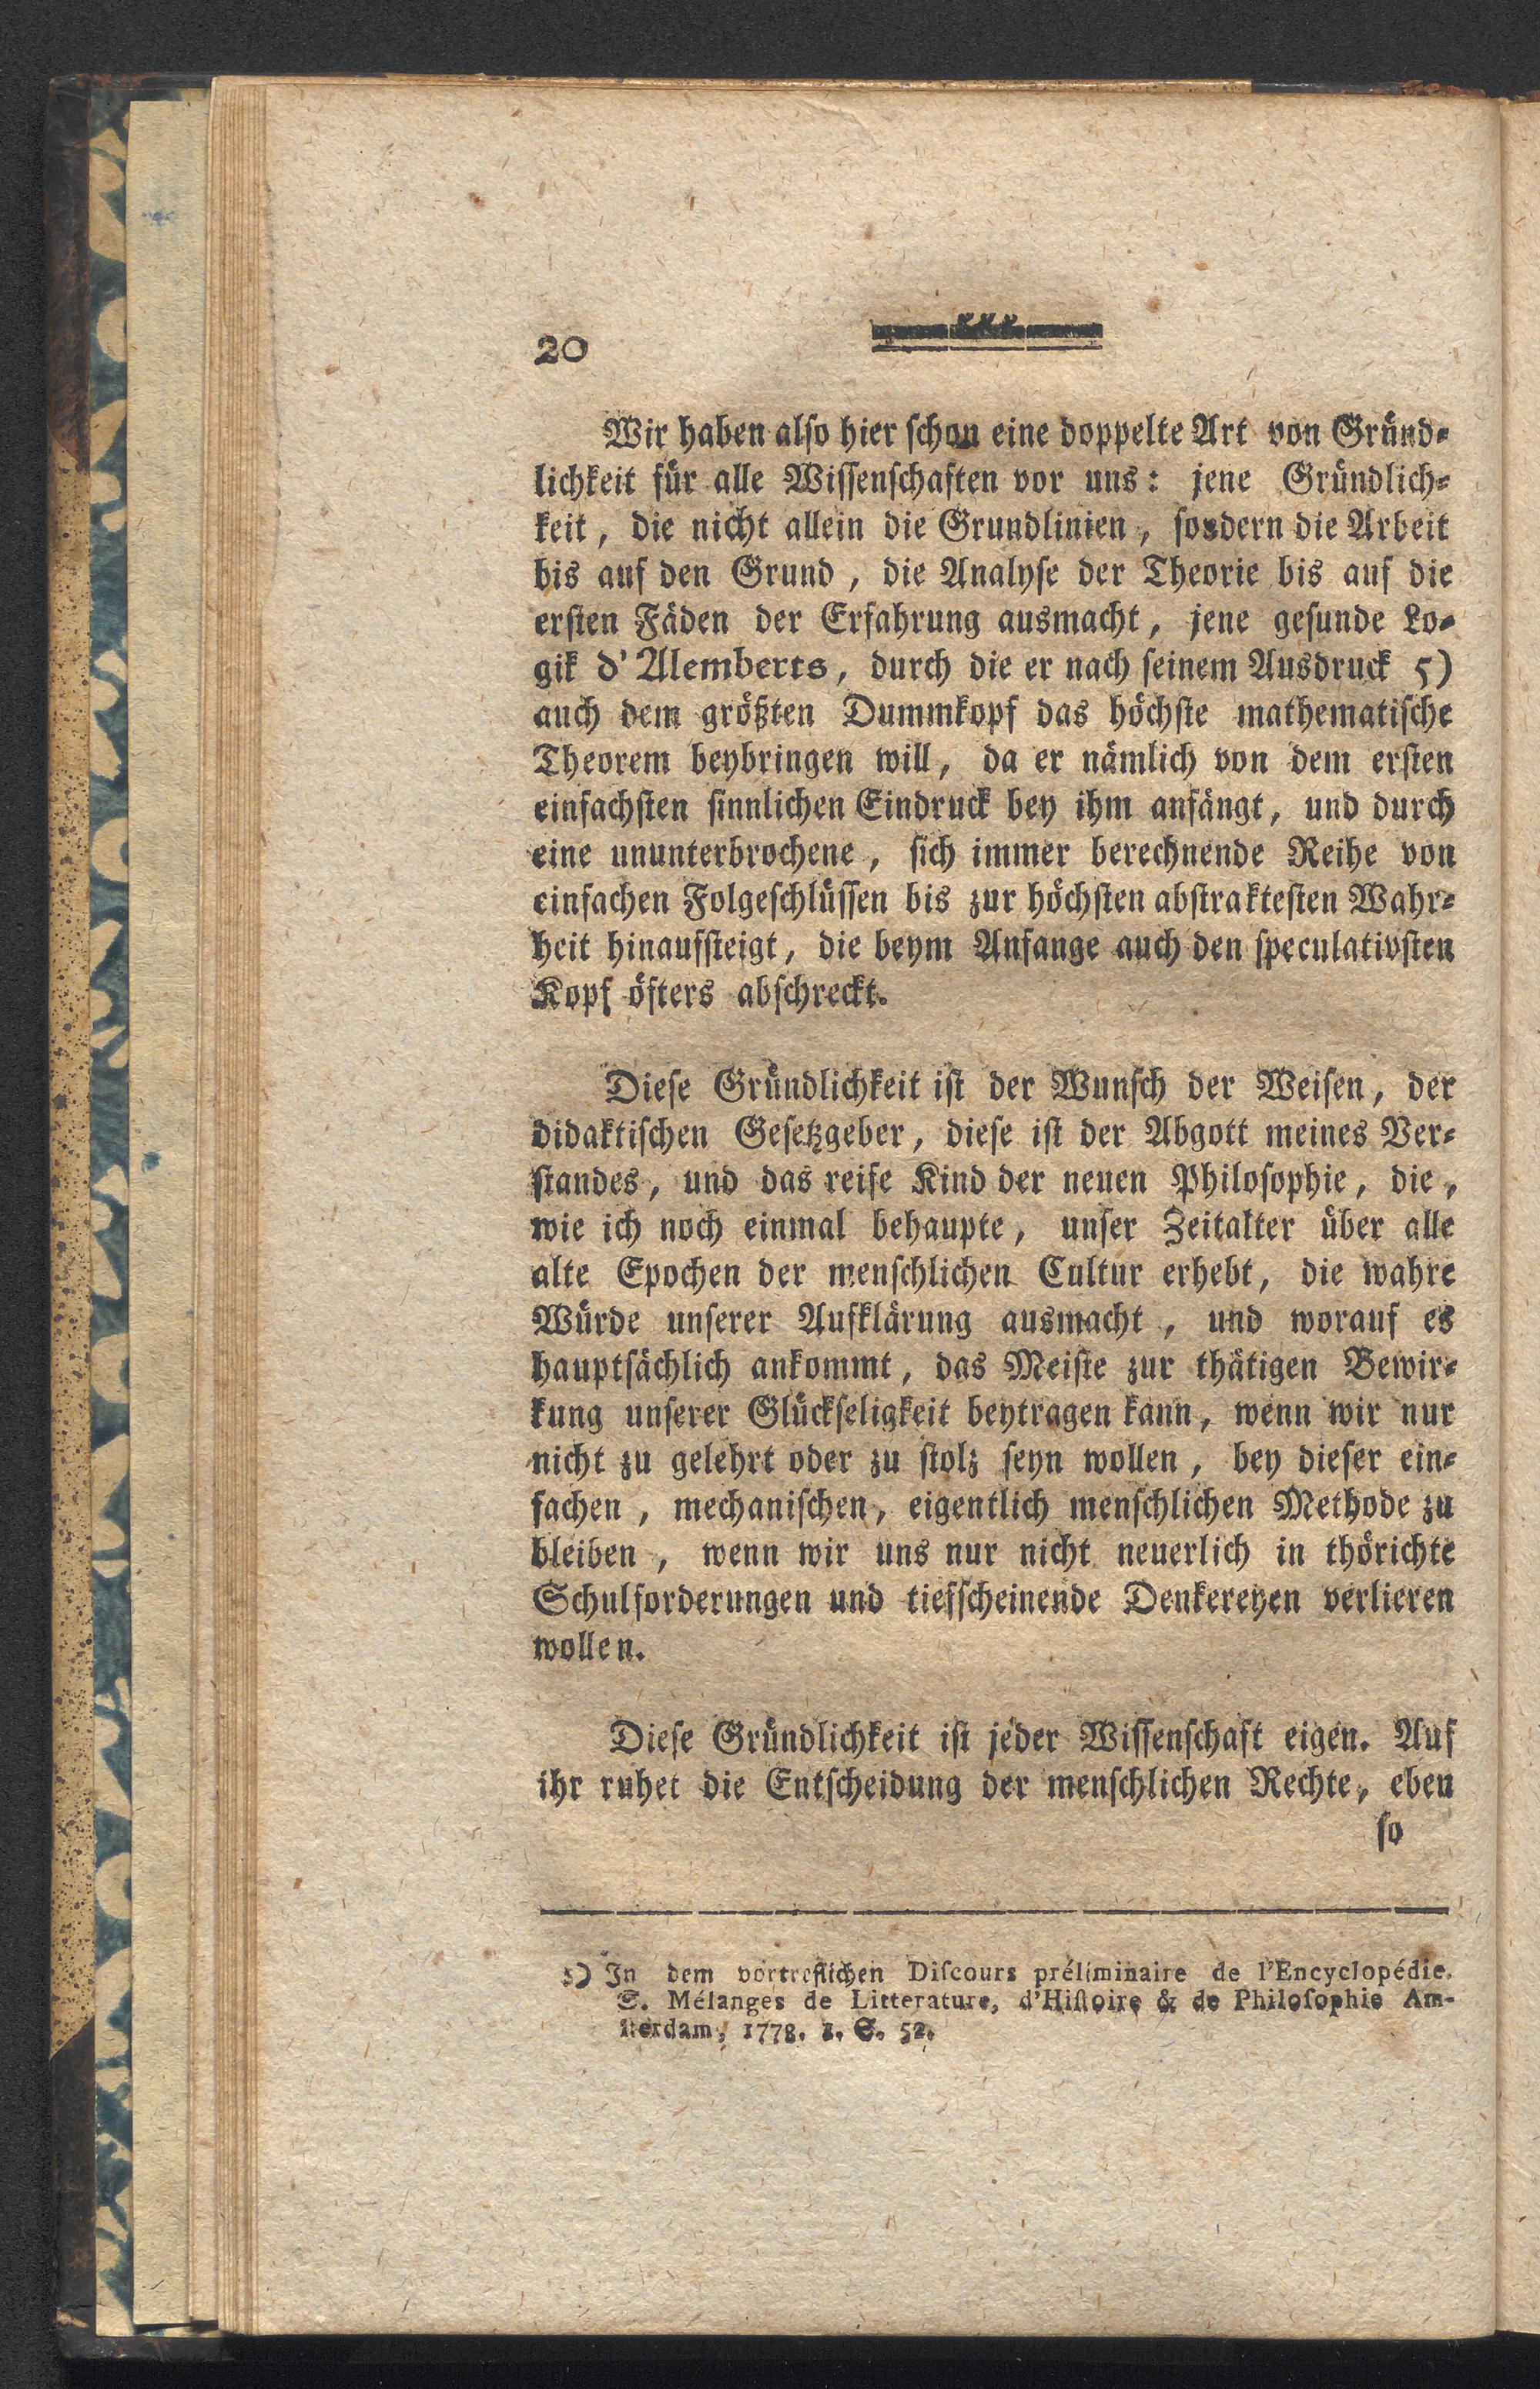 20
Wir haben also hier schon eine doppelte Art von Gründ⸗
lichkeit für alle Wissenschaften vor uns: jene Gründlich⸗
keit, die nicht allein die Grundlinien, sondern die Arbeit
bis auf den Grund, die Analyse der Theorie bis auf die
ersten Fäden der Erfahrung ausmacht, jene gesunde Lo⸗
gik d'Alemberts, durch die er nach seinem Ausdruck 5)
auch dem größten Dummkopf das höchste mathematische
Theorem beybringen will, da er nämlich von dem ersten
einfachsten sinnlichen Eindruck bey ihm anfängt, und durch
eine ununterbrochene, sich immer berechnende Reihe von
einfachen Folgeschlüssen bis zur höchsten abstraktesten Wahr⸗
heit hinaufsteigt, die beym Anfange auch den speculativsten
Kopf öfters abschreckt.
Diese Gründlichkeit ist der Wunsch der Weisen, der
didaktischen Gesetzgeber, diese ist der Abgott meines Ver⸗
standes, und das reife Kind der neuen Philosophie, die,
wie ich noch einmal behaupte, unser Zeitalter über alle
alte Epochen der menschlichen Cultur erhebt, die wahre
Würde unserer Aufklärung ausmacht, und worauf es
hauptsächlich ankommt, das Meiste zur thätigen Bewir⸗
kung unserer Glückseligkeit beytragen kann, wenn wir nur
nicht zu gelehrt oder zu stolz seyn wollen, bey dieser ein⸗
fachen, mechanischen, eigentlich menschlichen Methode zu
bleiben, wenn wir uns nur nicht neuerlich in thörichte
Schulforderungen und tiefscheinende Denkereyen verlieren
wollen.
Diese Gründlichkeit ist jeder Wissenschaft eigen. Auf
ihr ruhet die Entscheidung der menschlichen Rechte, eben
so
5) In dem vortreflichen Discours préliminaire de l'Encyclopédie.
S. Mélanges de Litterature, d'Histoire & de Philosophie Am-
sterdam, 1778. 1. S. 52.